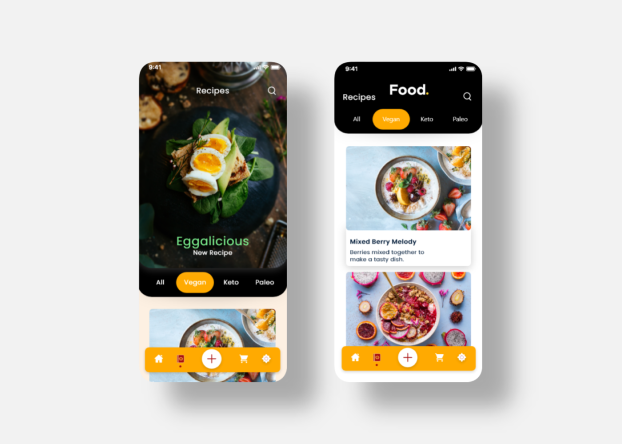 9:41
Recipes
Eggalicious
New Recipe
All Vegan Keto Paleo
9:41
Food.
Recipes
All Vegan Keto Paleo
Mixed Berry Melody
Berries mixed together to
make a tasty dish.